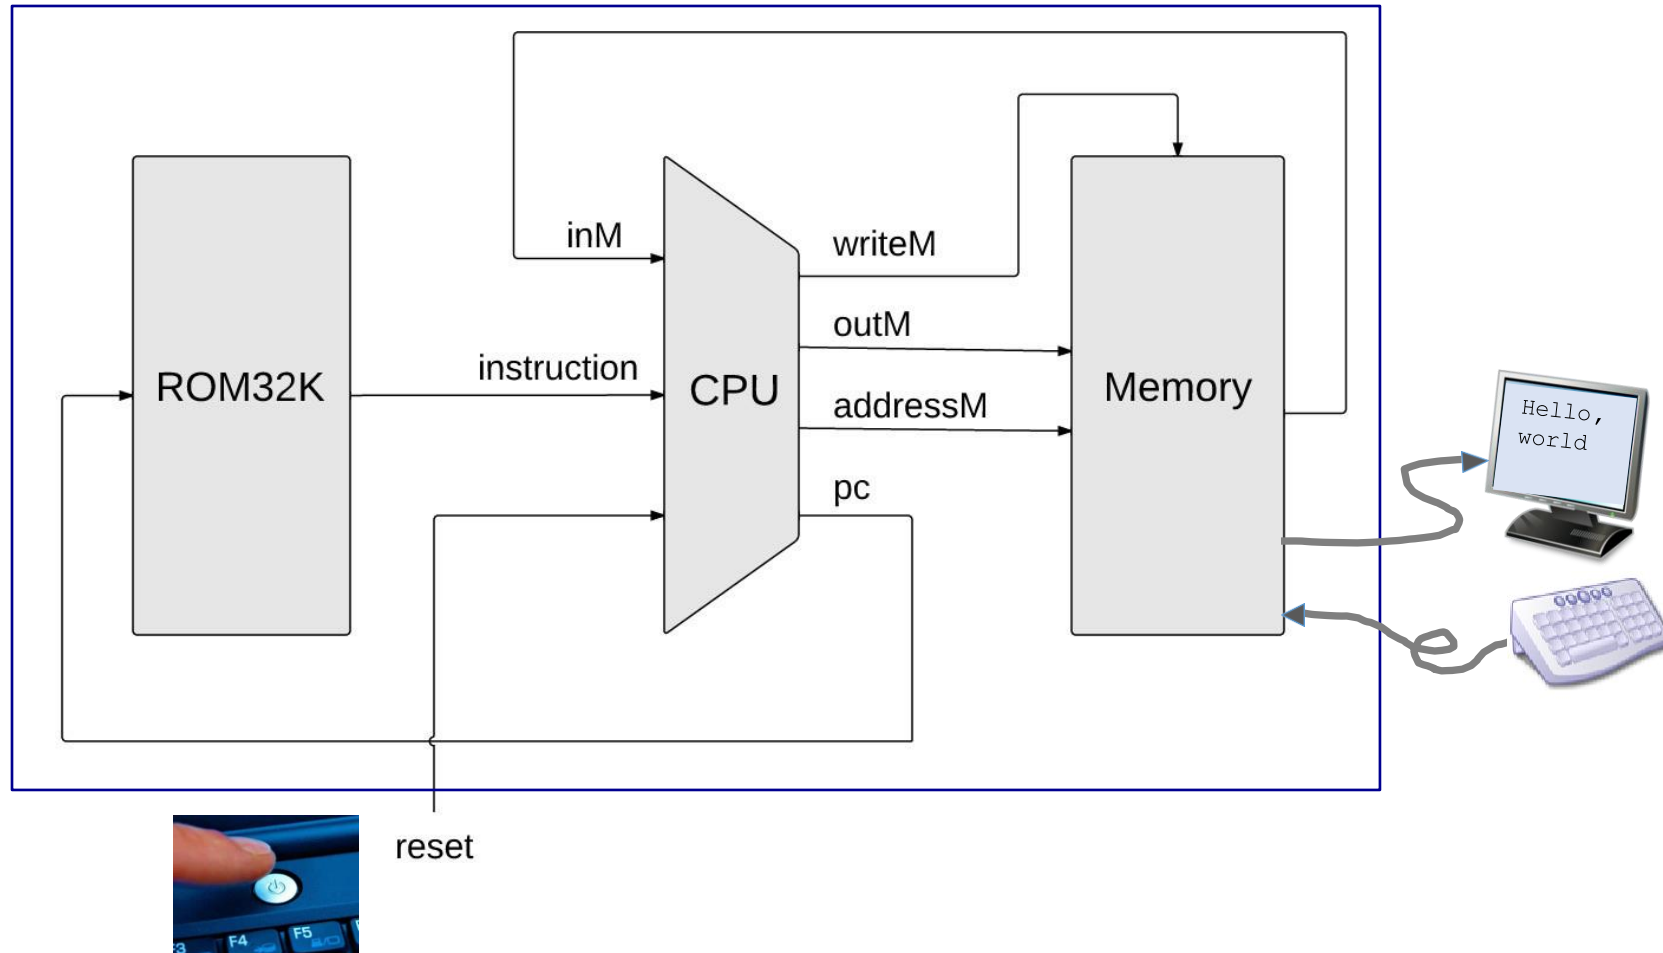 inM
writeM
outM
instruction
ROM32K
CPU
addressM
Memory
pc
Hello,
world
reset
F4
F5